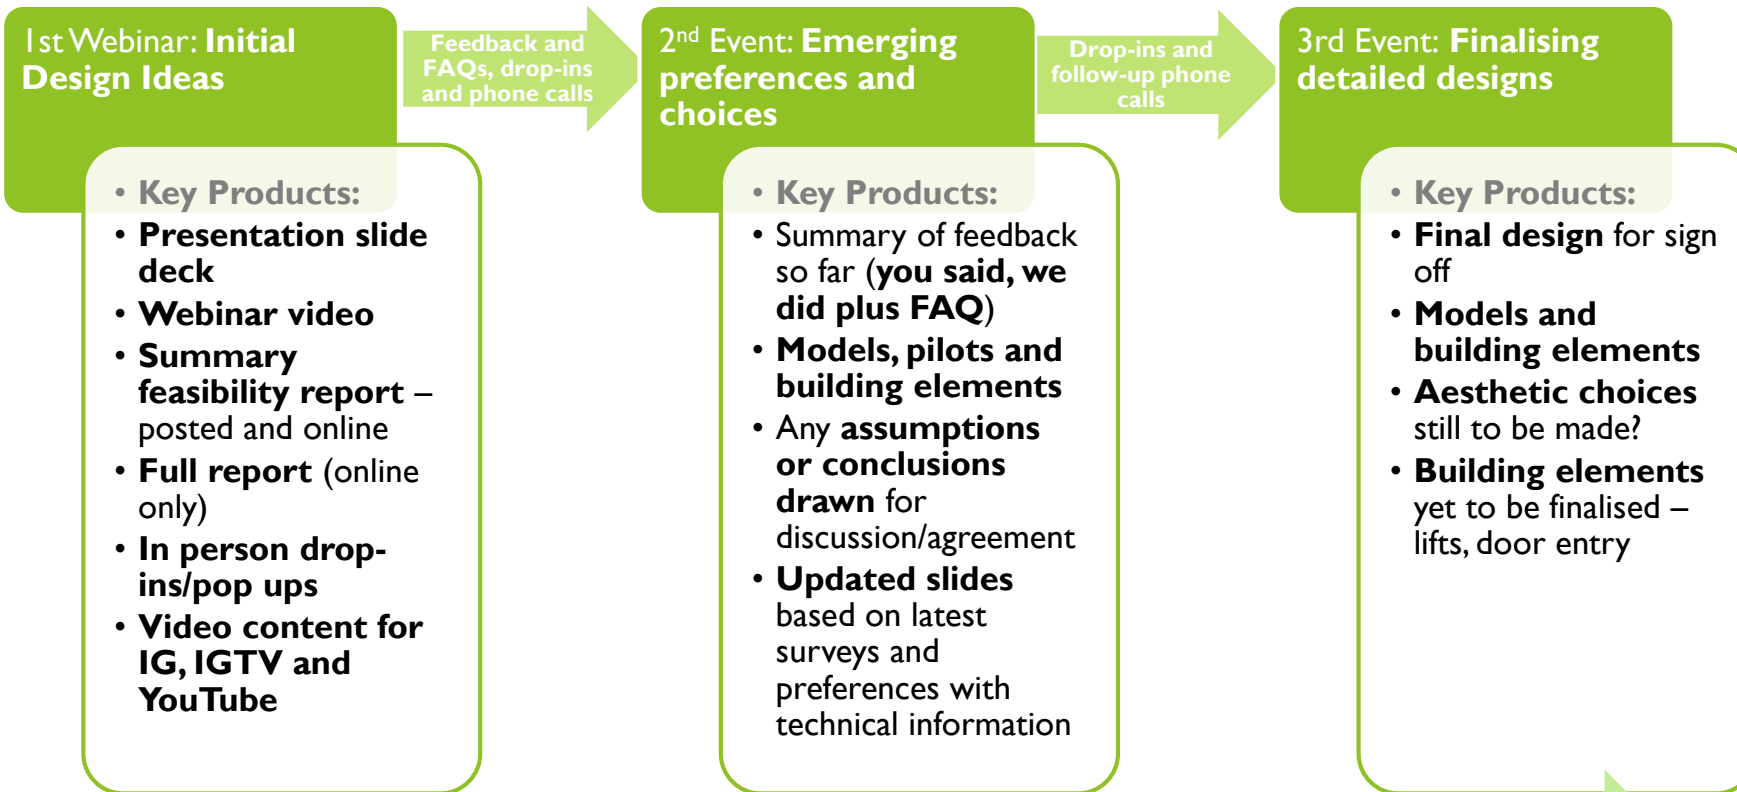 1st Webinar: Initial
Design Ideas
Feedback and
FAQs, drop-ins
and phone calls
2nd Event: Emerging
preferences and
choices
Drop-ins and
follow-up phone
calls
3rd Event: Finalising
detailed designs
• Key Products:
• Presentation slide
deck
• Webinar video
• Summary
feasibility report –
posted and online
• Full report (online
only)
• In person drop-
ins/pop ups
• Video content for
IG, IGTV and
YouTube
• Key Products:
• Summary of feedback
so far (you said, we
did plus FAQ)
• Models, pilots and
building elements
• Any assumptions
or conclusions
drawn for
discussion/agreement
• Updated slides
based on latest
surveys and
preferences with
technical information
• Key Products:
• Final design for sign
off
• Models and
building elements
• Aesthetic choices
still to be made?
• Building elements
yet to be finalised –
lifts, door entry